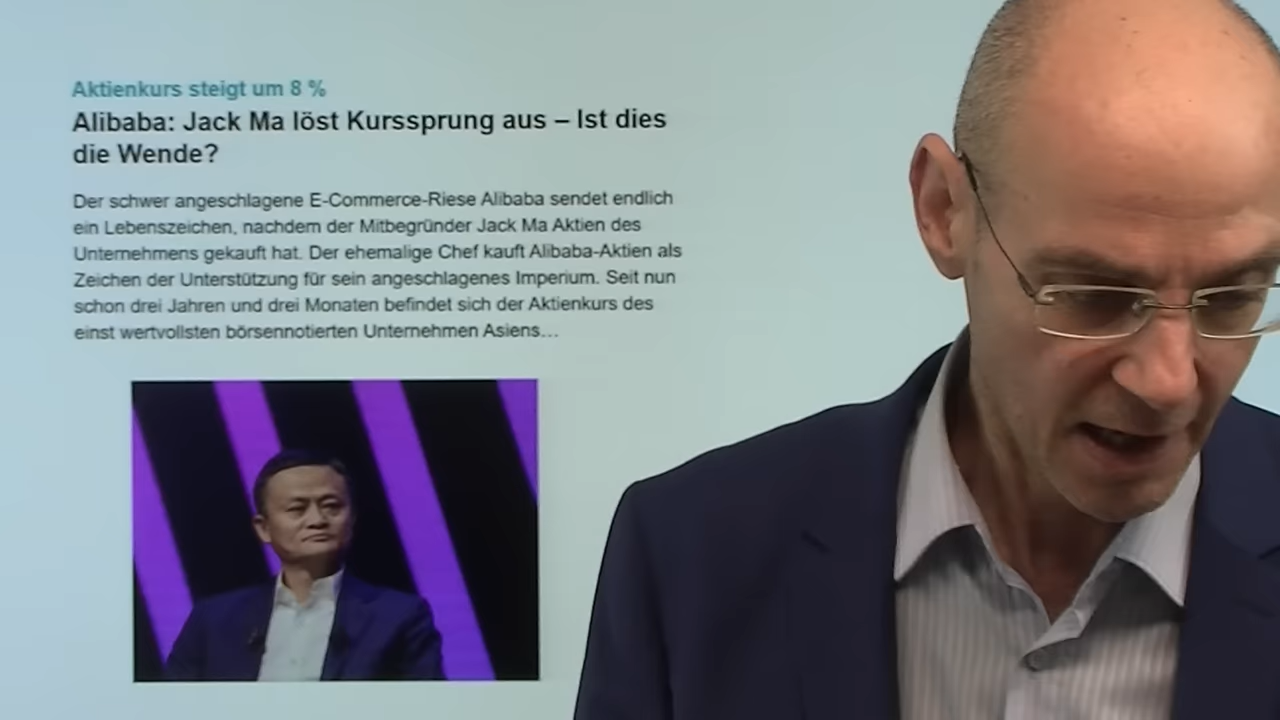 Aktienkurs steigt um 8 %
Alibaba: Jack Ma löst Kurssprung aus – Ist dies
die Wende?
Der schwer angeschlagene E-Commerce-Riese Alibaba sendet endlich
ein Lebenszeichen, nachdem der Mitbegründer Jack Ma Aktien des
Unternehmens gekauft hat. Der ehemalige Chef kauft Alibaba-Aktien als
Zeichen der Unterstützung für sein angeschlagenes Imperium. Seit nun
schon drei Jahren und drei Monaten befindet sich der Aktienkurs des
einst wertvollsten börsennotierten Unternehmen Asiens…